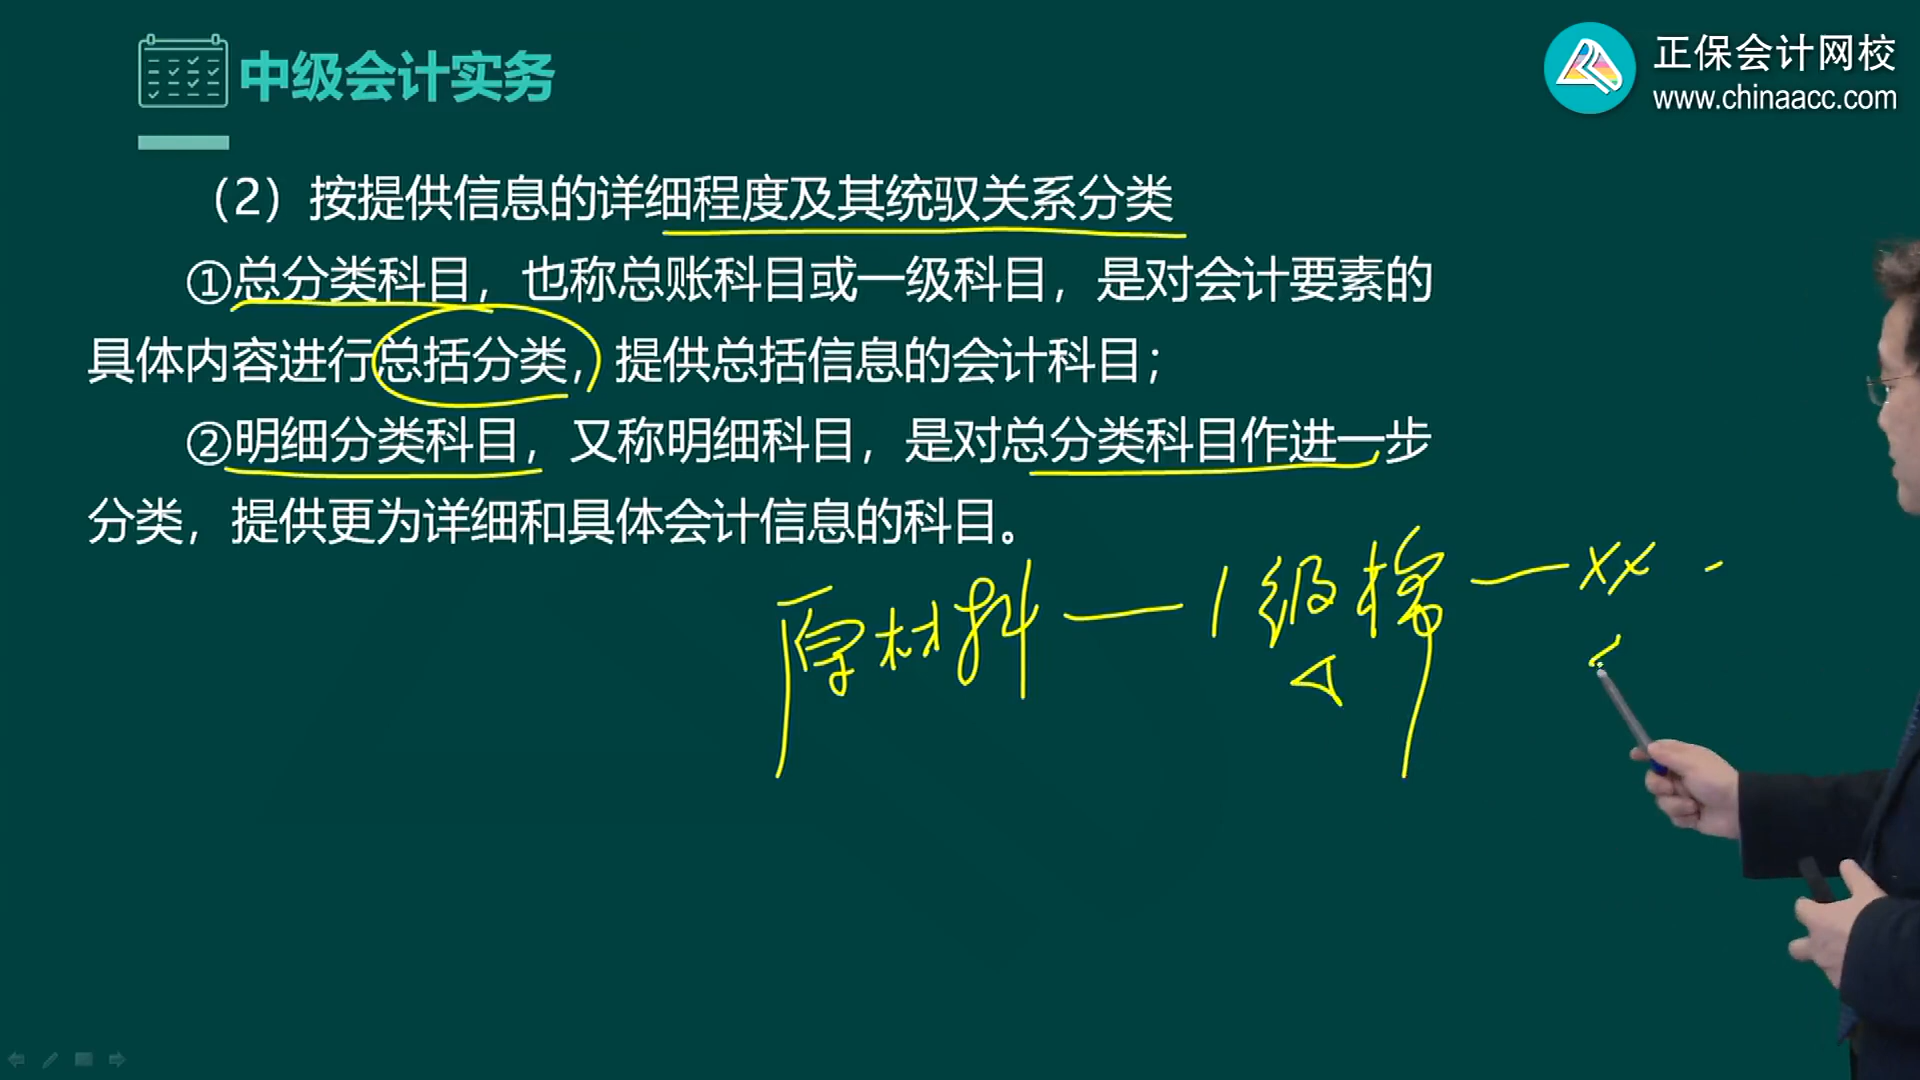 中级会计实务
正保会计网校
www.chinaacc.com
（2）按提供信息的详细程度及其统驭关系分类
①总分类科目，也称总账科目或一级科目，是对会计要素的
具体内容进行总括分类，提供总括信息的会计科目；
②明细分类科目，又称明细科目，是对总分类科目作进一步
分类，提供更为详细和具体会计信息的科目。
原材料—1级棉—××